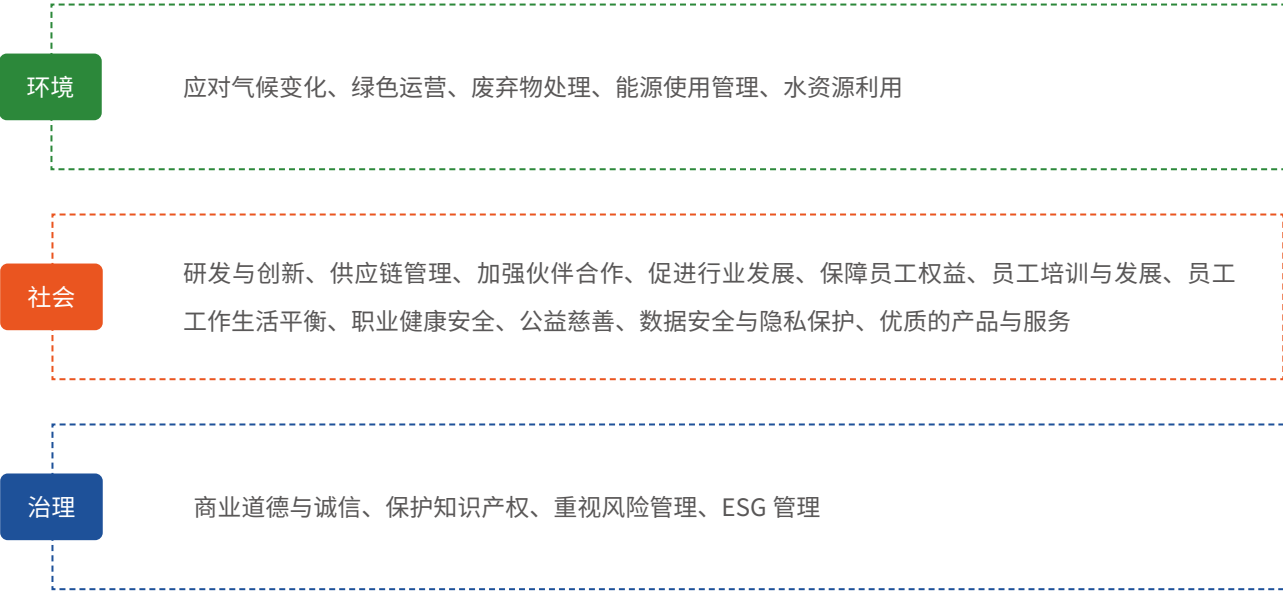 环境
应对气候变化、绿色运营、废弃物处理、能源使用管理、水资源利用
社会
研发与创新、供应链管理、加强伙伴合作、促进行业发展、保障员工权益、员工培训与发展、员工
工作生活平衡、职业健康安全、公益慈善、数据安全与隐私保护、优质的产品与服务
治理
商业道德与诚信、保护知识产权、重视风险管理、ESG 管理